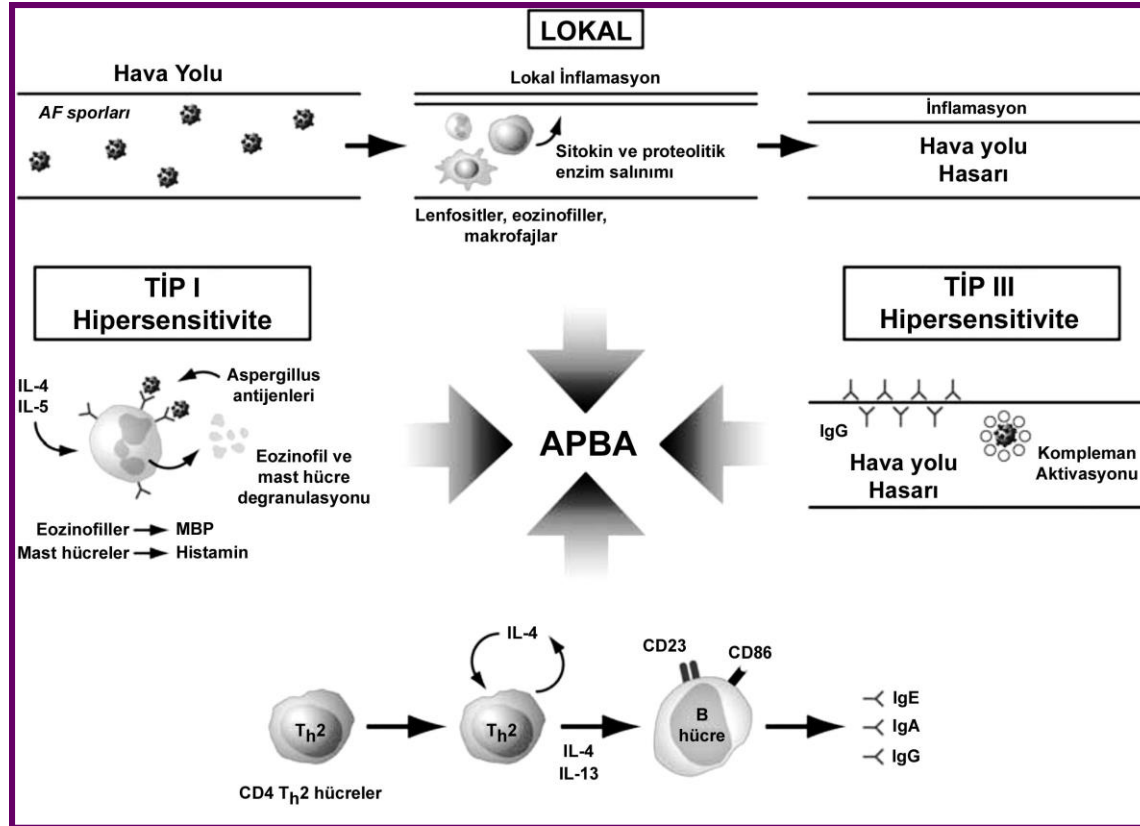 LOKAL
Hava Yolu
AF sporları
Lokal İnflamasyon
Sitokin ve proteolitik
enzim salınımı
Lenfositler, eozinofiller,
makrofajlar
İnflamasyon
Hava yolu
Hasarı
TİP I
Hipersensitivite
IL-4
IL-5
Aspergillus
antijenleri
Eozinofil ve
mast hücre
degranulasyonu
Eozinofiller
MBP
Mast hücreler
Histamin
APBA
TİP III
Hipersensitivite
IgG
Hava yolu
Hasarı
Kompleman
Aktivasyonu
Th2
CD4 Th2 hücreler
IL-4
Th2
IL-4
IL-13
CD23
CD86
B
hücre
IgE
IgA
IgG